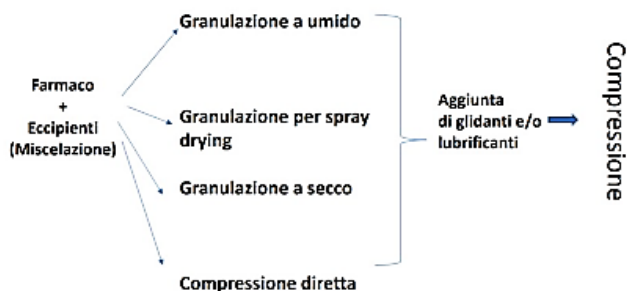 Farmaco
+
Eccipienti
(Miscelazione)
Granulazione a umido
Granulazione per spray
drying
Granulazione a secco
Compressione diretta
Aggiunta
di glidanti e/o
lubrificanti
Compressione